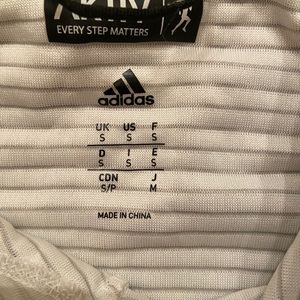 EVERY STEP MATTERS
adidas
UK US F
S S S
D I E
S S S
CDN J
S/P M
MADE IN CHINA